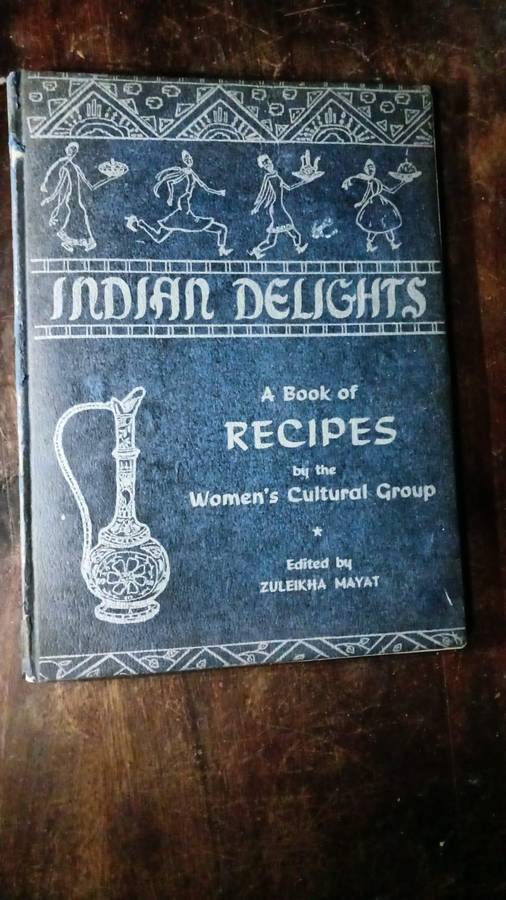 INDIAN DELIGHTS
A Book of
RECIPES
by the
Women's Cultural Group
*
Edited by
ZULEIKHA MAYAT